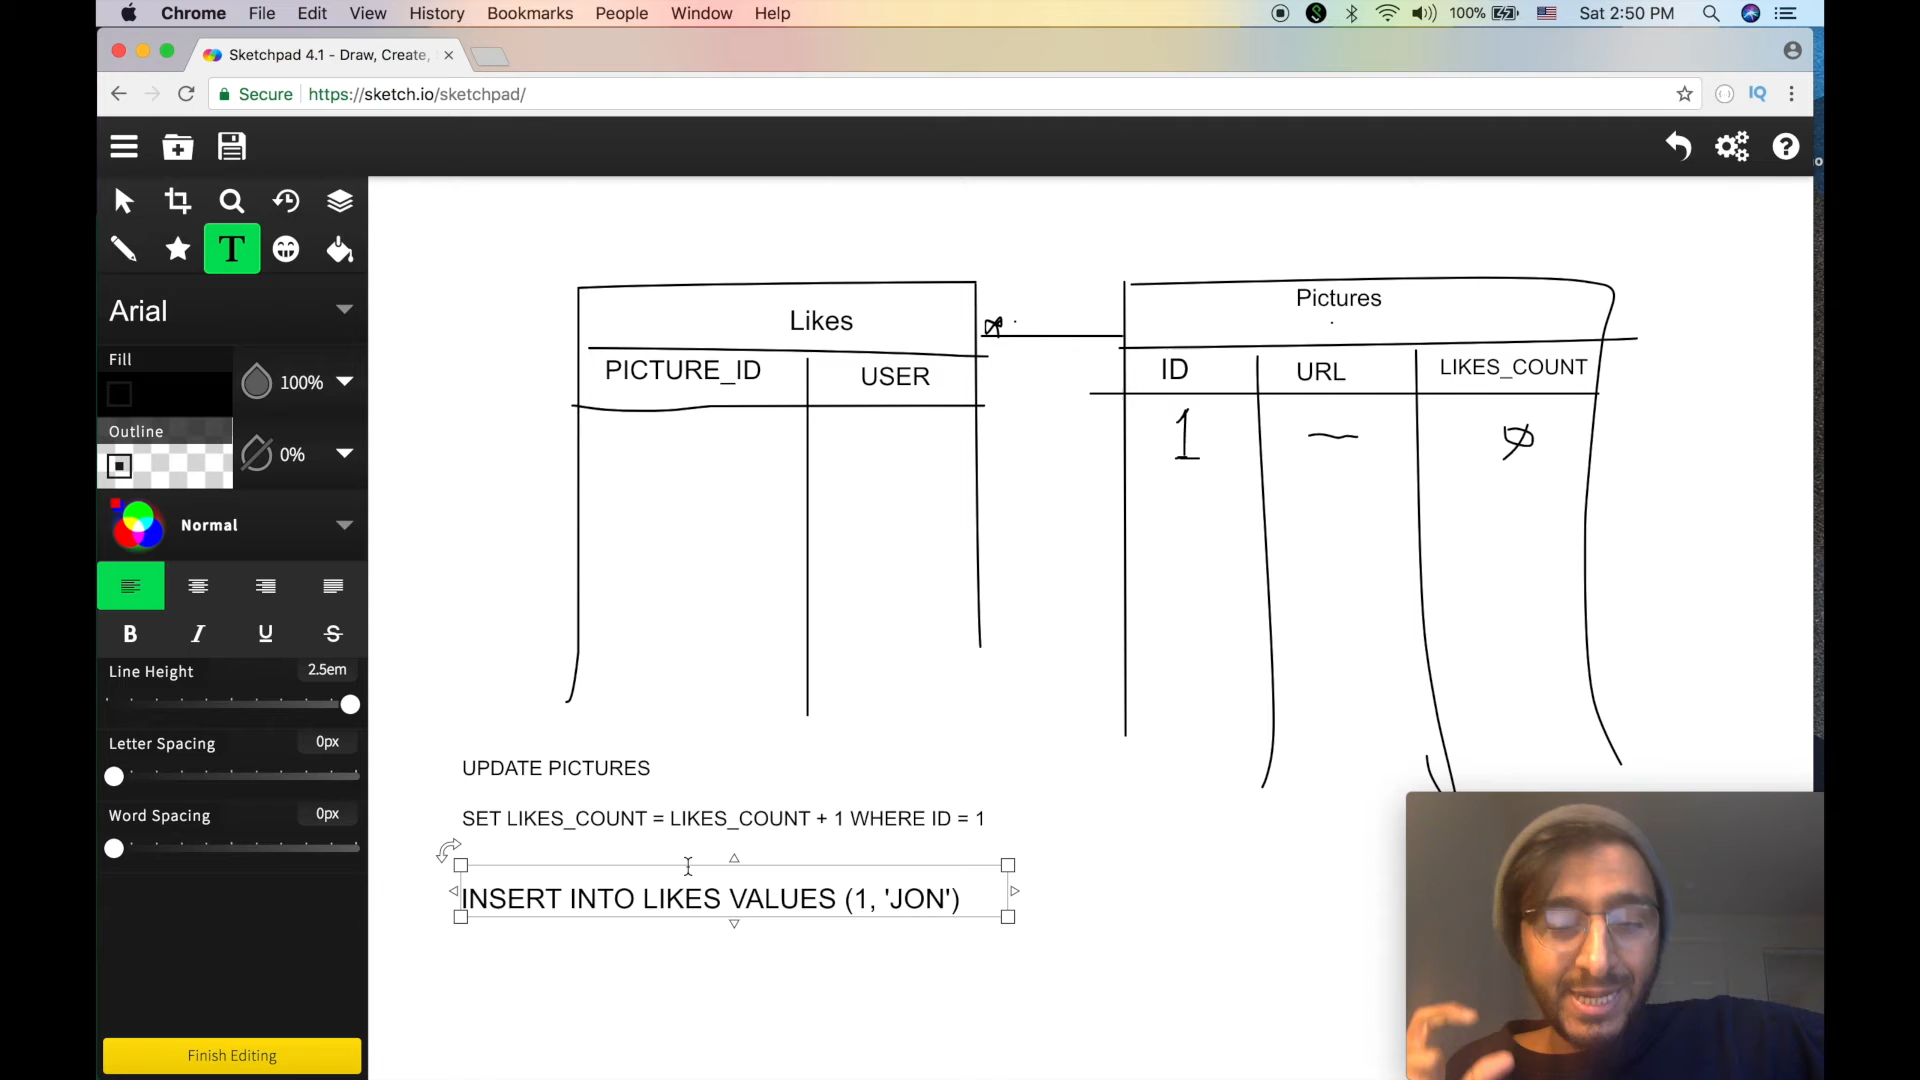 Chrome File Edit View History Bookmarks People Window Help 100% Sat 2:50 PM
Sketchpad 4.1 - Draw, Create,
Secure https://sketch.io/sketchpad/ IQ
T
Arial
Fill
100%
Outline
0%
Normal
B I U S
Line Height 2.5em
Letter Spacing 0px
Word Spacing 0px
Finish Editing
Likes
PICTURE_ID USER
Pictures
ID URL LIKES_COUNT
1
UPDATE PICTURES
SET LIKES_COUNT = LIKES_COUNT + 1 WHERE ID = 1
INSERT INTO LIKES VALUES (1, 'JON')